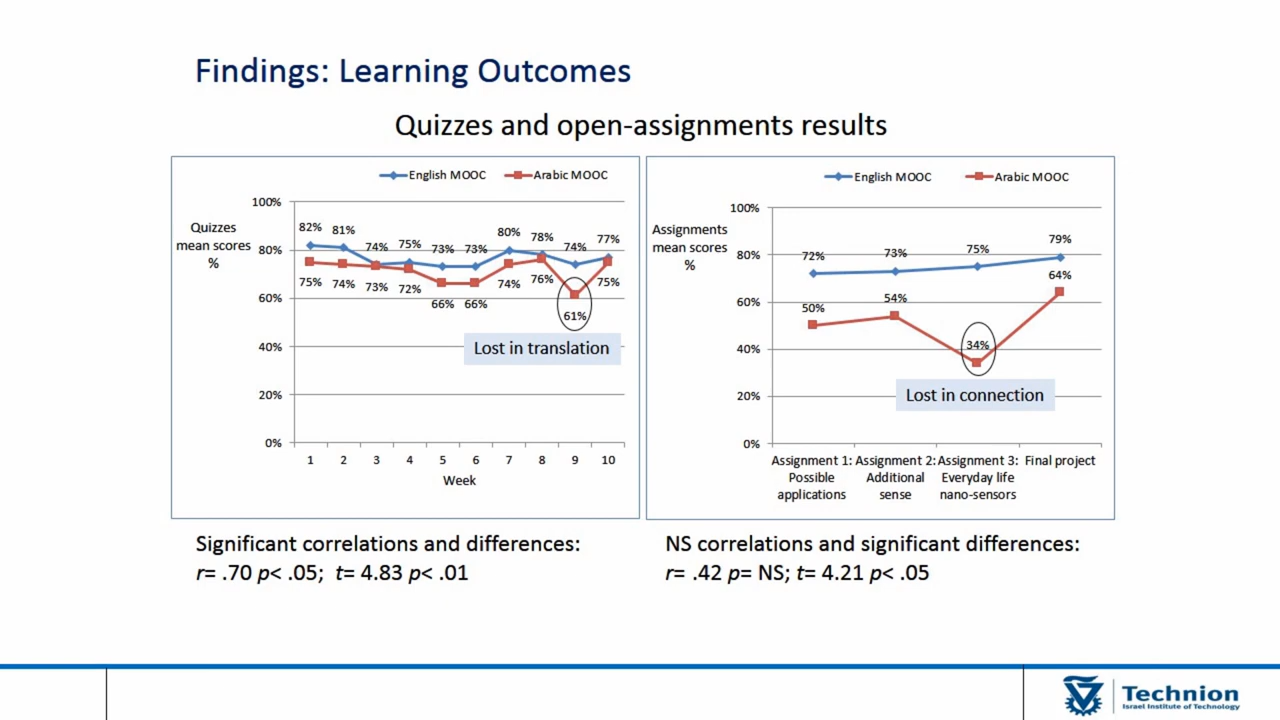 Findings: Learning Outcomes
Quizzes and open-assignments results
English MOOC
Arabic MOOC
Quizzes
mean scores
%
100%
80%
60%
40%
20%
0%
82%
81%
74%
75%
73%
73%
80%
78%
74%
77%
75%
74%
73%
72%
66%
66%
74%
76%
61%
75%
Lost in translation
1 2 3 4 5 6 7 8 9 10
Week
English MOOC
Arabic MOOC
Assignments
mean scores
%
100%
80%
60%
40%
20%
0%
72%
73%
75%
79%
50%
54%
34%
64%
Lost in connection
Assignment 1:
Possible
applications
Assignment 2:
Additional
sense
Assignment 3:
Everyday life
nano-sensors
Final project
Significant correlations and differences:
r= .70 p< .05; t= 4.83 p< .01
NS correlations and significant differences:
r= .42 p= NS; t= 4.21 p< .05
Technion
Israel Institute of Technology